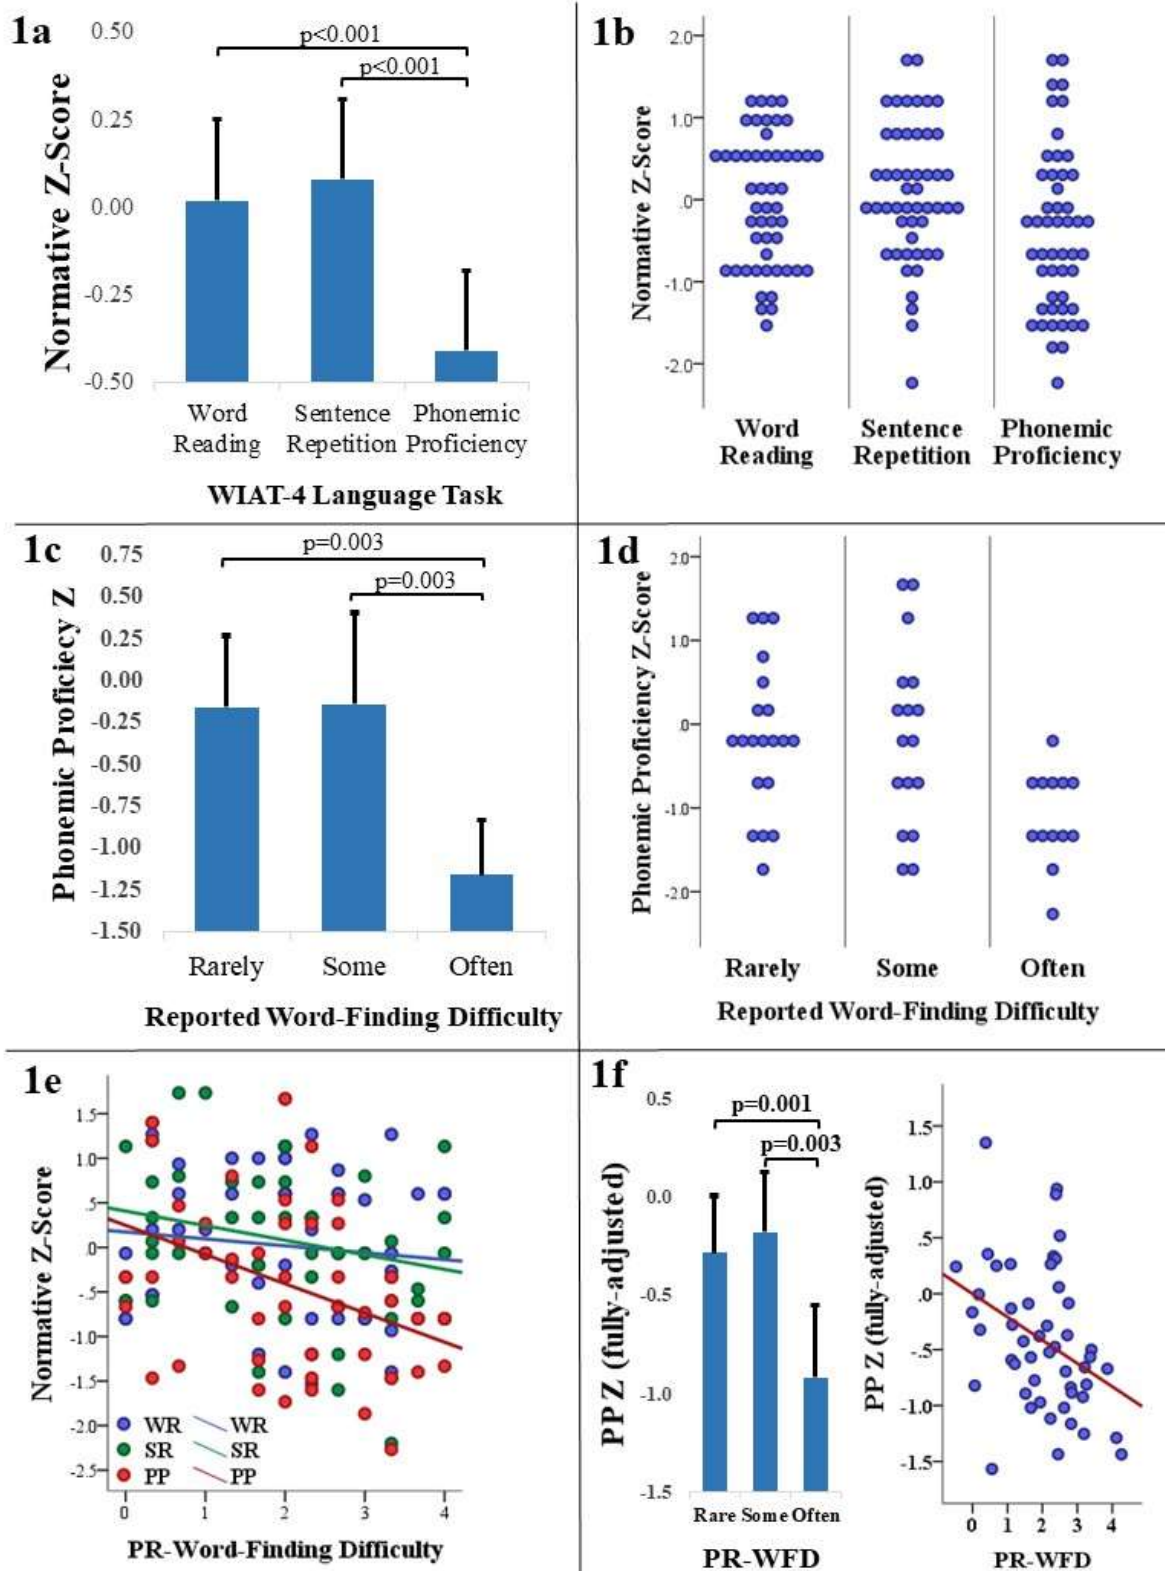 1a
0.50
0.25
0.00
-0.25
-0.50
Normative Z-Score
p<0.001
p<0.001
Word
Reading
Sentence
Repetition
Phonemic
Proficiency
WIAT-4 Language Task
1b
2.0
1.0
.0
-1.0
-2.0
Normative Z-Score
Word
Reading
Sentence
Repetition
Phonemic
Proficiency
1c
0.75
0.50
0.25
0.00
-0.25
-0.50
-0.75
-1.00
-1.25
-1.50
Phonemic Proficiecy Z
p=0.003
p=0.003
Rarely
Some
Often
Reported Word-Finding Difficulty
1d
2.0
1.0
.0
-1.0
-2.0
Phonemic Proficiency Z-Score
Rarely
Some
Often
Reported Word-Finding Difficulty
1e
1.5
1.0
.5
.0
-.5
-1.0
-1.5
-2.0
-2.5
Normative Z-Score
WR
SR
PP
WR
SR
PP
0 1 2 3 4
PR-Word-Finding Difficulty
1f
0.5
0.0
-0.5
-1.0
-1.5
PP Z (fully-adjusted)
p=0.001
p=0.003
Rare Some Often
PR-WFD
1.5
1.0
.5
.0
-.5
-1.0
-1.5
PP Z (fully-adjusted)
0 1 2 3 4
PR-WFD